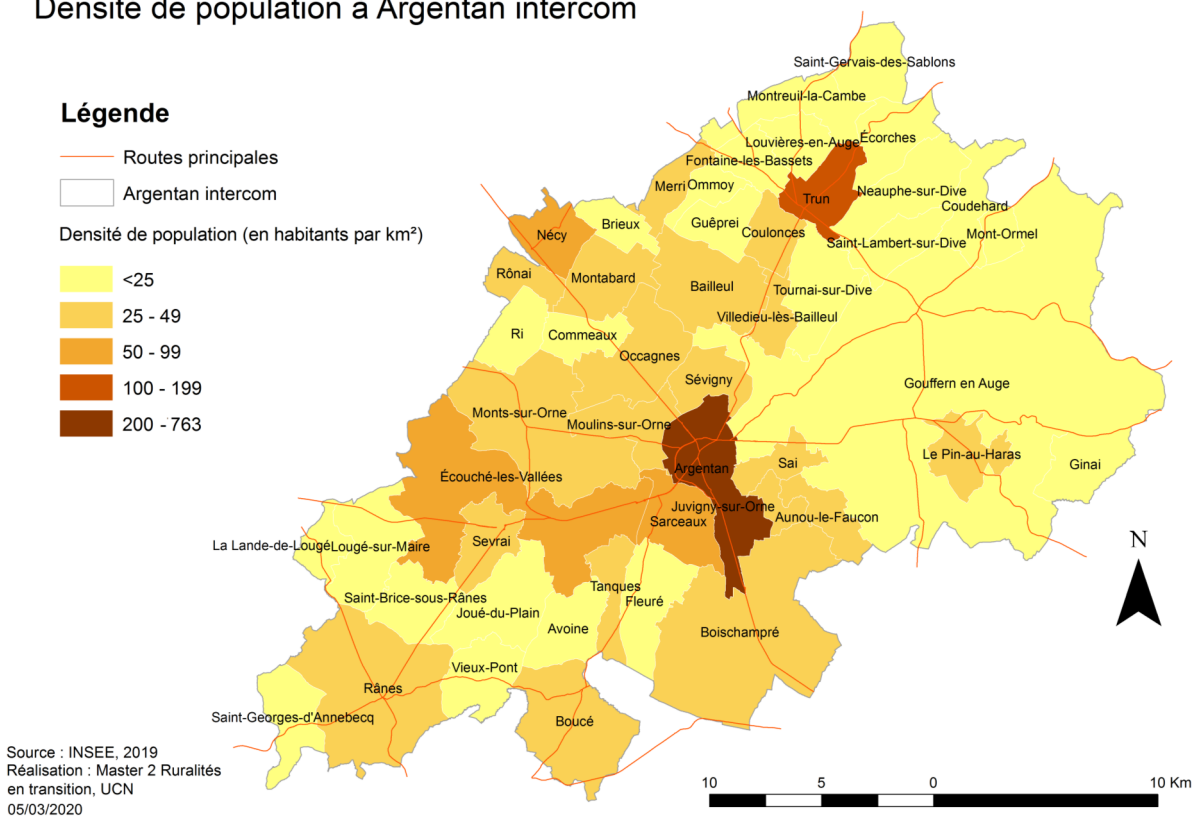 Densité de population à Argentan intercom
Légende
Routes principales
Argentan intercom
Densité de population (en habitants par km²)
<25
25 - 49
50 - 99
100 - 199
200 - 763
Saint-Gervais-des-Sablons
Montreuil-la-Cambe
Louvières-en-Auge
Écorches
Fontaine-les-Bassets
Merri
Ommoy
Trun
Neauphe-sur-Dive
Coudehard
Nécy
Brieux
Guêprei
Coulonces
Saint-Lambert-sur-Dive
Mont-Ormel
Rônai
Montabard
Bailleul
Tournai-sur-Dive
Villedieu-lès-Bailleul
Ri
Commeaux
Occagnes
Sévigny
Gouffern en Auge
Monts-sur-Orne
Moulins-sur-Orne
Argentan
Sai
Le Pin-au-Haras
Ginai
Écouché-les-Vallées
Juvigny-sur-Orne
Sarceaux
Aunou-le-Faucon
La Lande-de-Lougé
Lougé-sur-Maire
Sevrai
Saint-Brice-sous-Rânes
Joué-du-Plain
Tanques
Fleuré
Avoine
Boischampré
Vieux-Pont
Rânes
Saint-Georges-d'Annebecq
Boucé
N
Source : INSEE, 2019
Réalisation : Master 2 Ruralités
en transition, UCN
05/03/2020
10 5 0 10 Km